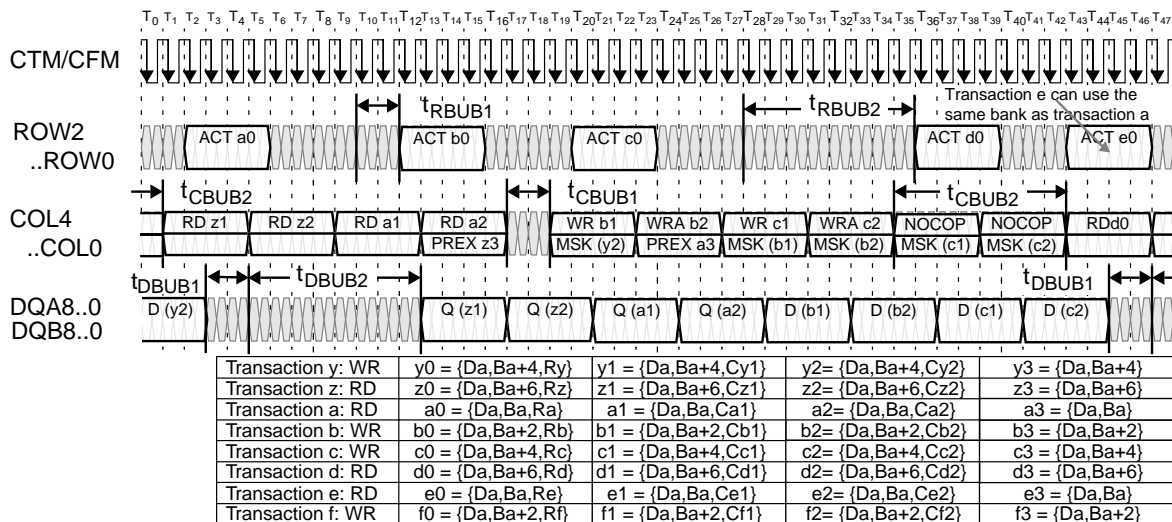 T0 T1 T2 T3 T4 T5 T6 T7 T8 T9 T10 T11 T12 T13 T14 T15 T16 T17 T18 T19 T20 T21 T22 T23 T24 T25 T26 T27 T28 T29 T30 T31 T32 T33 T34 T35 T36 T37 T38 T39 T40 T41 T42 T43 T44 T45 T46 T47
CTM/CFM
tRBUB1 tRBUB2 Transaction e can use the
same bank as transaction a
ROW2
..ROW0
ACT a0 ACT b0 ACT c0 ACT d0 ACT e0
tCBUB2 tCBUB1 tCBUB2
COL4
..COL0
RD z1 RD z2 RD a1 RD a2 WR b1 WRA b2 WR c1 WRA c2 NOCOP NOCOP RDd0
PREX z3 MSK (y2) PREX a3 MSK (b1) MSK (b2) MSK (c1) MSK (c2)
tDBUB1 tDBUB2 tDBUB1
DQA8..0
DQB8..0
D (y2) Q (z1) Q (z2) Q (a1) Q (a2) D (b1) D (b2) D (c1) D (c2)
Transaction y: WR y0 = {Da,Ba+4,Ry} y1 = {Da,Ba+4,Cy1} y2= {Da,Ba+4,Cy2} y3 = {Da,Ba+4}
Transaction z: RD z0 = {Da,Ba+6,Rz} z1 = {Da,Ba+6,Cz1} z2= {Da,Ba+6,Cz2} z3 = {Da,Ba+6}
Transaction a: RD a0 = {Da,Ba,Ra} a1 = {Da,Ba,Ca1} a2= {Da,Ba,Ca2} a3 = {Da,Ba}
Transaction b: WR b0 = {Da,Ba+2,Rb} b1 = {Da,Ba+2,Cb1} b2= {Da,Ba+2,Cb2} b3 = {Da,Ba+2}
Transaction c: WR c0 = {Da,Ba+4,Rc} c1 = {Da,Ba+4,Cc1} c2= {Da,Ba+4,Cc2} c3 = {Da,Ba+4}
Transaction d: RD d0 = {Da,Ba+6,Rd} d1 = {Da,Ba+6,Cd1} d2= {Da,Ba+6,Cd2} d3 = {Da,Ba+6}
Transaction e: RD e0 = {Da,Ba,Re} e1 = {Da,Ba,Ce1} e2= {Da,Ba,Ce2} e3 = {Da,Ba}
Transaction f: WR f0 = {Da,Ba+2,Rf} f1 = {Da,Ba+2,Cf1} f2= {Da,Ba+2,Cf2} f3 = {Da,Ba+2}